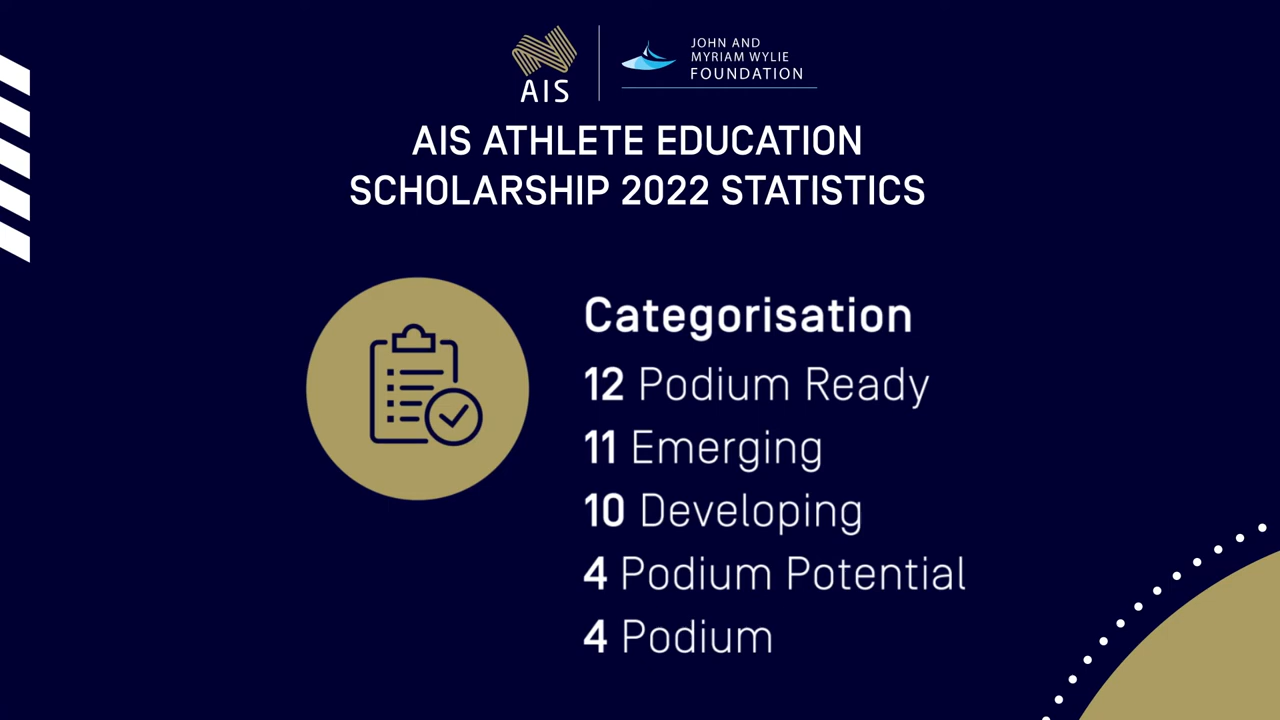 AIS
JOHN AND
MYRIAM WYLIE
FOUNDATION
AIS ATHLETE EDUCATION
SCHOLARSHIP 2022 STATISTICS
Categorisation
12 Podium Ready
11 Emerging
10 Developing
4 Podium Potential
4 Podium